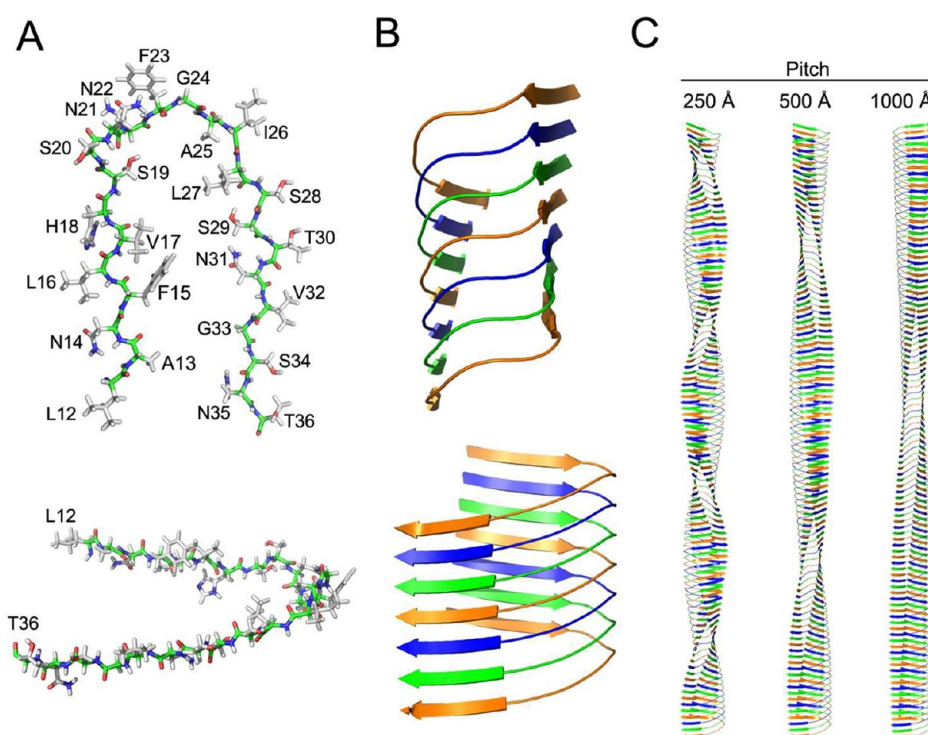 A
B
C
F23
N22
G24
N21
I26
S20
A25
S19
L27
S28
H18
S29
T30
V17
N31
L16
F15
V32
N14
G33
A13
S34
L12
N35
T36
L12
T36
Pitch
250 Å 500 Å 1000 Å